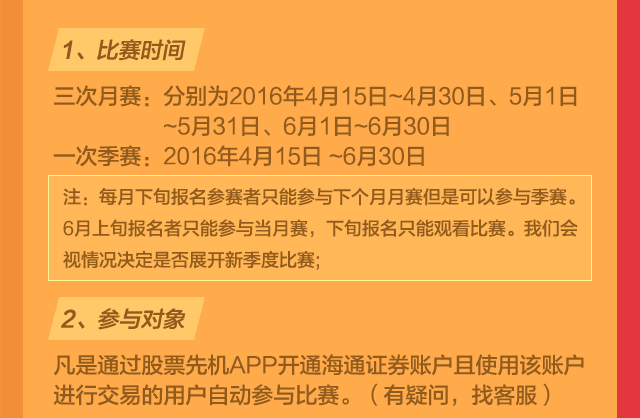 1、比赛时间
三次月赛：分别为2016年4月15日~4月30日、5月1日
~5月31日、6月1日~6月30日
一次季赛：2016年4月15日 ~6月30日
注：每月下旬报名参赛者只能参与下个月月赛但是可以参与季赛。
6月上旬报名者只能参与当月赛，下旬报名只能观看比赛。我们会
视情况决定是否展开新季度比赛;
2、参与对象
凡是通过股票先机APP开通海通证券账户且使用该账户
进行交易的用户自动参与比赛。（有疑问，找客服）